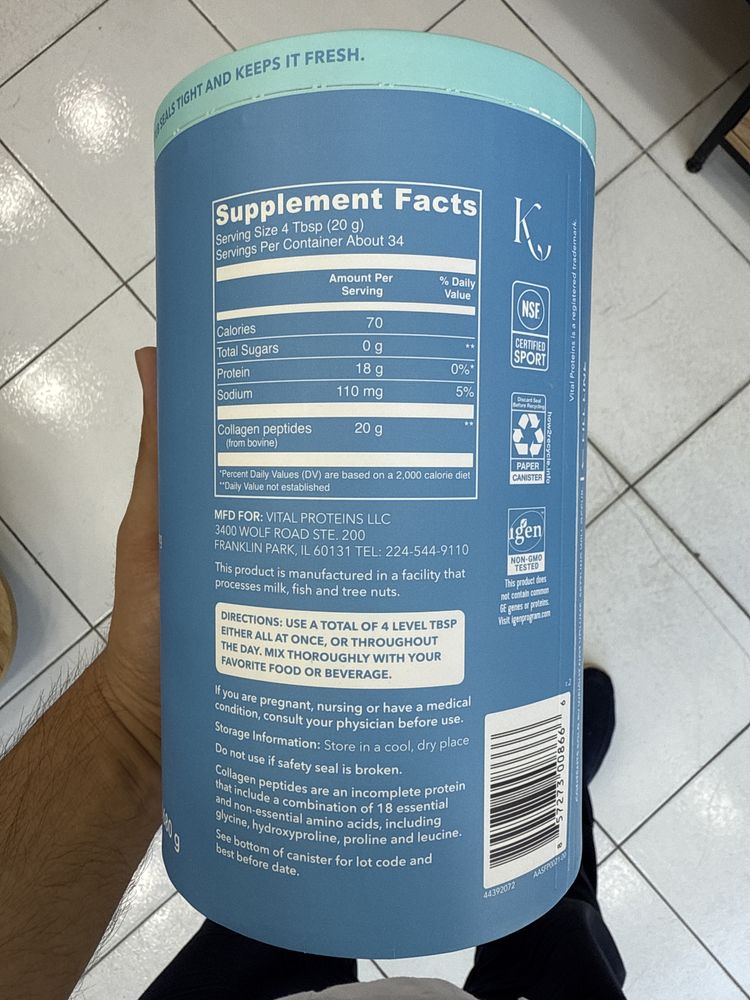 SEALS TIGHT AND KEEPS IT FRESH.
Supplement Facts
Serving Size 4 Tbsp (20 g)
Servings Per Container About 34
Amount Per Serving % Daily Value
Calories 70
Total Sugars 0 g **
Protein 18 g 0%*
Sodium 110 mg 5%
Collagen peptides 20 g **
(from bovine)
*Percent Daily Values (DV) are based on a 2,000 calorie diet
**Daily Value not established
MFD FOR: VITAL PROTEINS LLC
3400 WOLF ROAD STE. 200
FRANKLIN PARK, IL 60131 TEL: 224-544-9110
This product is manufactured in a facility that
processes milk, fish and tree nuts.
DIRECTIONS: USE A TOTAL OF 4 LEVEL TBSP
EITHER ALL AT ONCE, OR THROUGHOUT
THE DAY. MIX THOROUGHLY WITH YOUR
FAVORITE FOOD OR BEVERAGE.
If you are pregnant, nursing or have a medical
condition, consult your physician before use.
Storage Information: Store in a cool, dry place
Do not use if safety seal is broken.
Collagen peptides are an incomplete protein
that include a combination of 18 essential
and non-essential amino acids, including
glycine, hydroxyproline, proline and leucine.
See bottom of canister for lot code and
best before date.
K
NSF
CERTIFIED
SPORT
Discard Seal
Before Recycling
PAPER
CANISTER
how2recycle.info
igen
NON-GMO
TESTED
This product does
not contain common
GE genes or proteins.
Visit igenprogram.com
Vital Proteins is a registered trademark.
FILL LINE
8 57273 00866 6
44392072
80 g